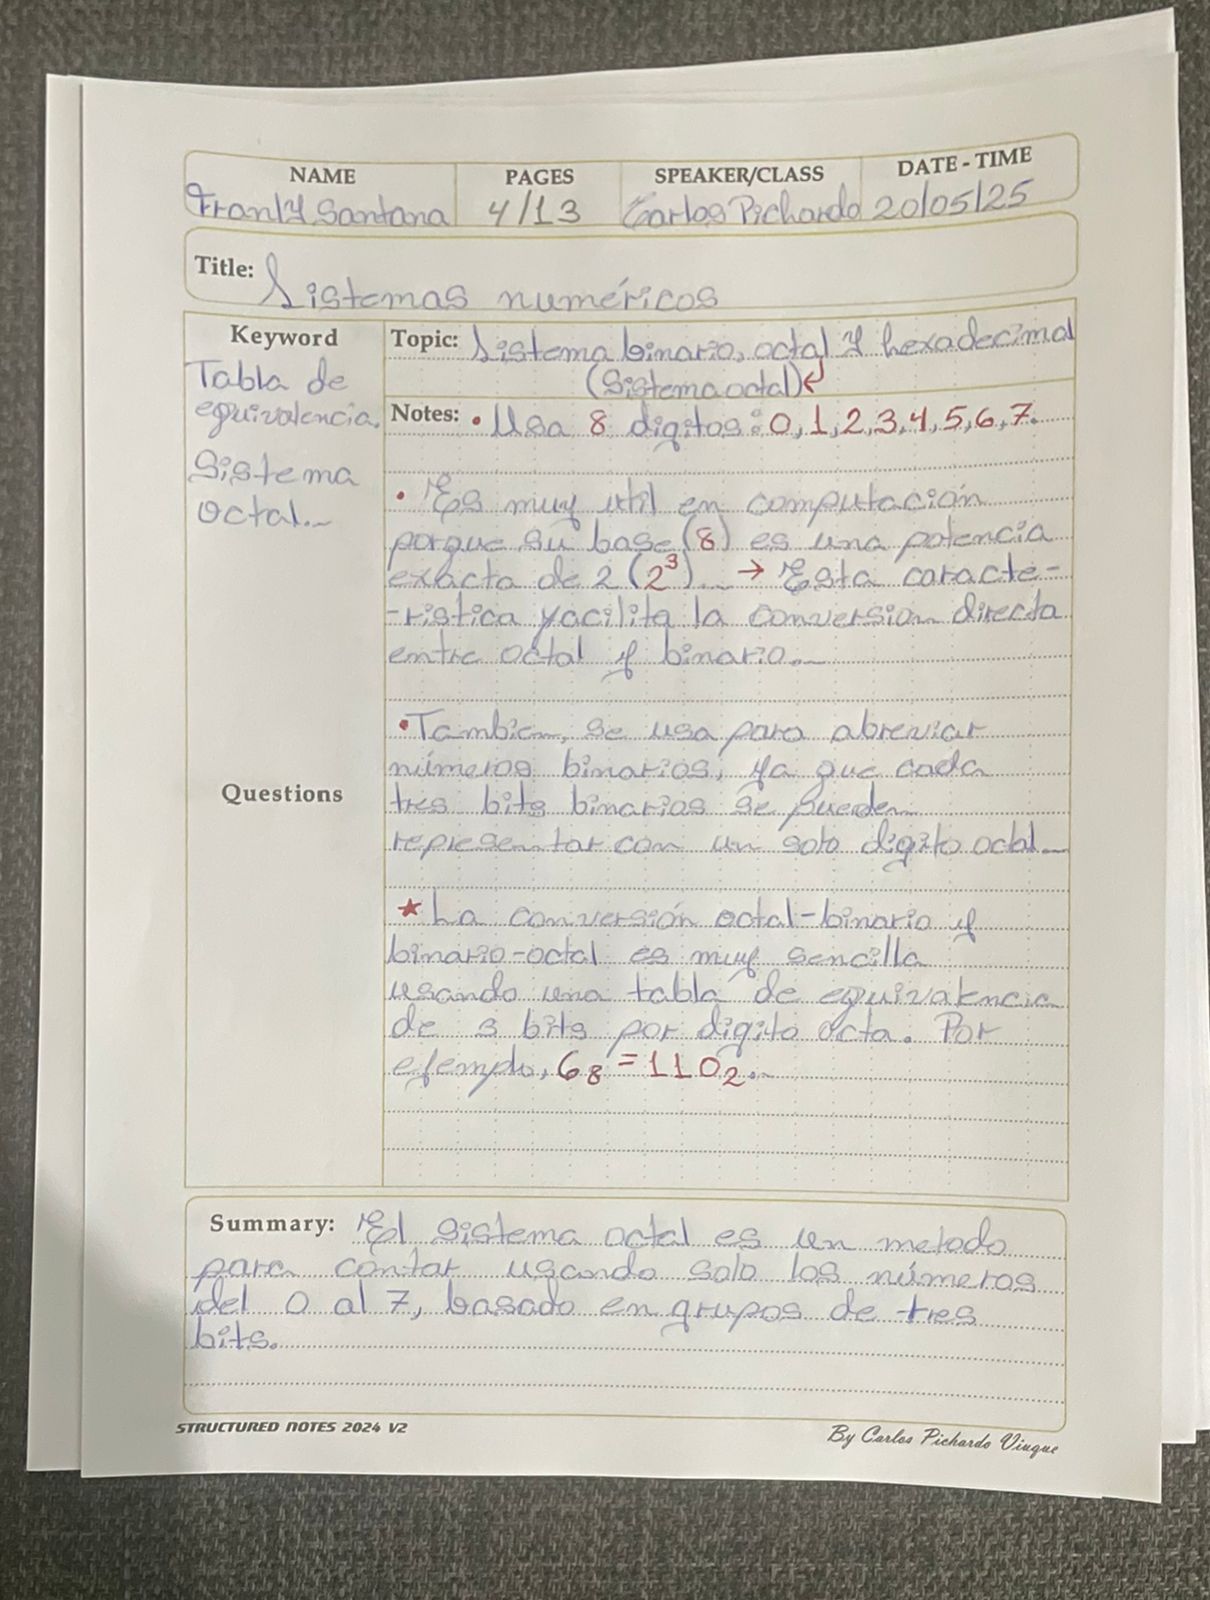 NAME PAGES SPEAKER/CLASS DATE - TIME
Franly Santana 4/13 Carlos Pichardo 20/05/25
Title: Sistemas numéricos
Keyword
Tabla de
equivalencia.
Sistema
octal.
Questions
Topic: Sistema binario, octal y hexadecimal
(Sistema octal)
Notes: • Usa 8 digitos: 0, 1, 2, 3, 4, 5, 6, 7.
• Es muy util en computación
porque su base (8) es una potencia
exacta de 2 (2³). → Esta caracte-
-ristica facilita la conversion directa
entre octal y binario.
• Tambien, se usa para abreviar
números binarios, ya que cada
tres bits binarios se pueden
representar con un solo digito octal.
★ La conversión octal-binario y
binario-octal es muy sencilla
usando una tabla de equivalencia
de 3 bits por digito octa. Por
ejemplo, 6₈ = 110₂.
Summary: El sistema octal es un metodo
para contar usando solo los números
del 0 al 7, basado en grupos de tres
bits.
STRUCTURED NOTES 2024 V2
By Carlos Pichardo Viuque